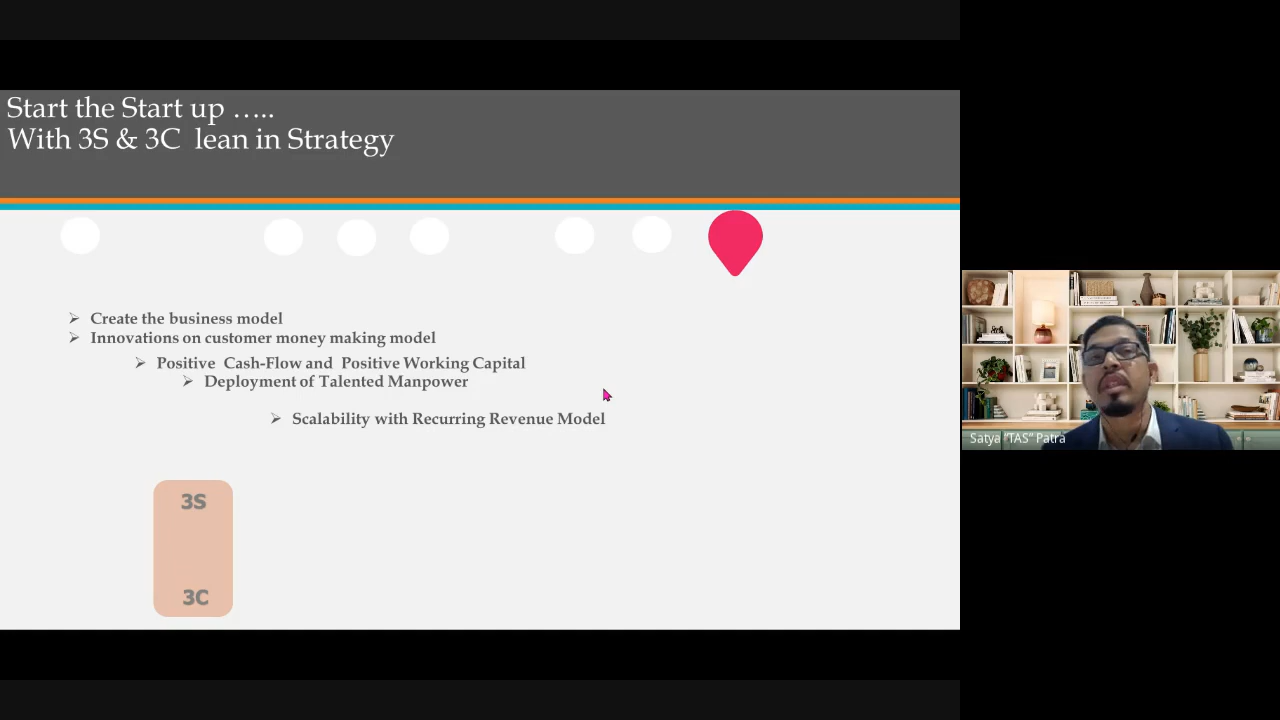 Start the Start up …..
With 3S & 3C lean in Strategy
➢ Create the business model
➢ Innovations on customer money making model
➢ Positive Cash-Flow and Positive Working Capital
➢ Deployment of Talented Manpower
➢ Scalability with Recurring Revenue Model
3S
3C
Satya "TAS" Patra